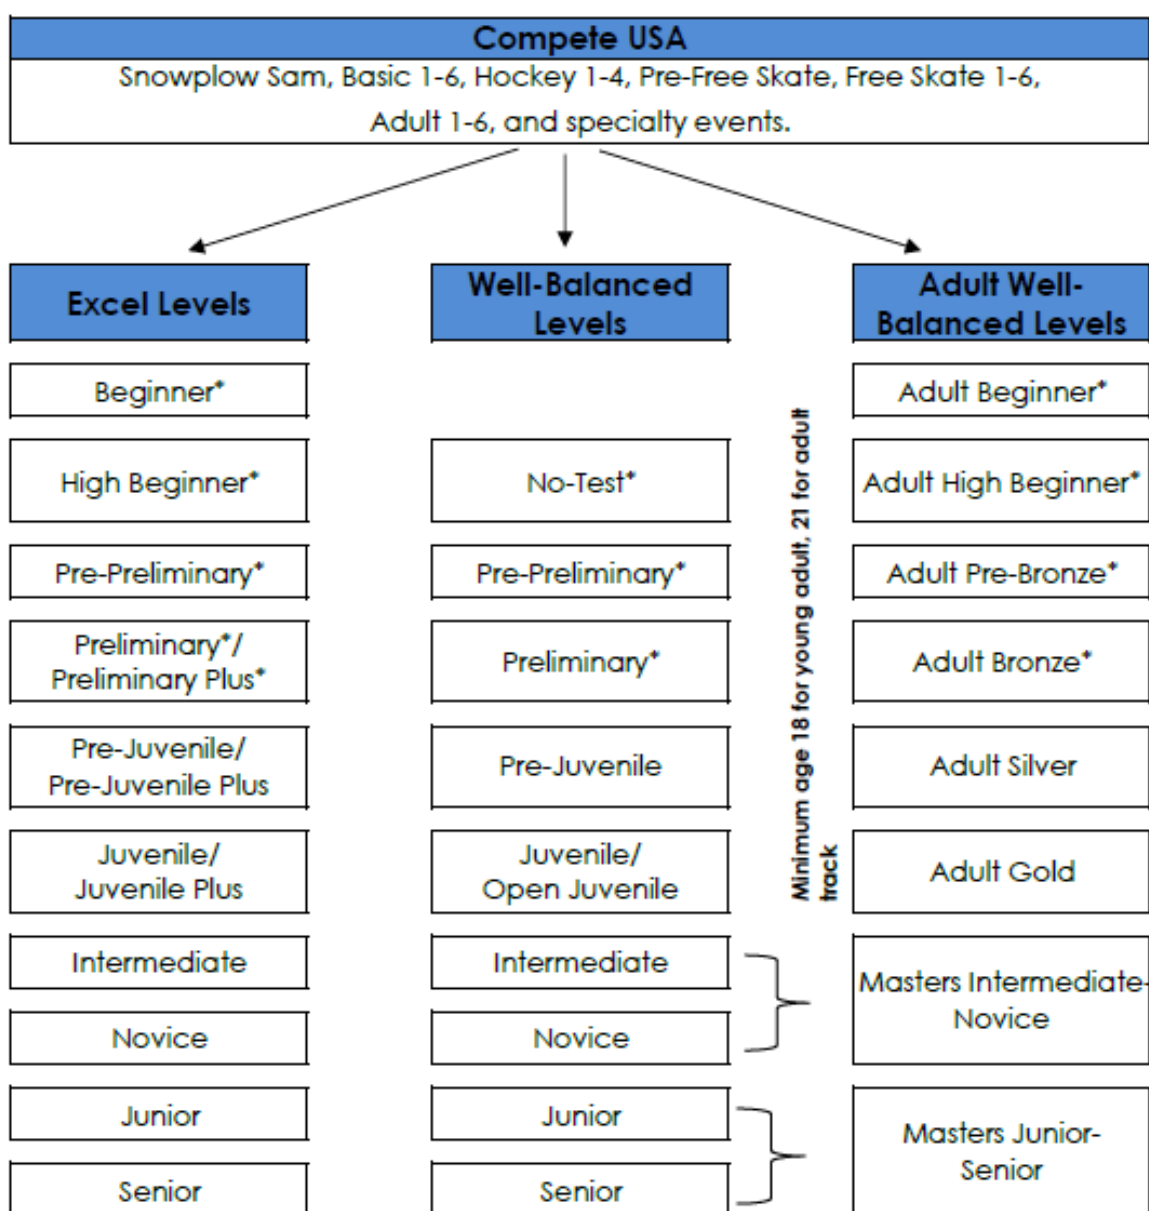 Compete USA
Snowplow Sam, Basic 1-6, Hockey 1-4, Pre-Free Skate, Free Skate 1-6,
Adult 1-6, and specialty events.
Excel Levels
Beginner*
High Beginner*
Pre-Preliminary*
Preliminary*/
Preliminary Plus*
Pre-Juvenile/
Pre-Juvenile Plus
Juvenile/
Juvenile Plus
Intermediate
Novice
Junior
Senior
Well-Balanced
Levels
No-Test*
Pre-Preliminary*
Preliminary*
Pre-Juvenile
Juvenile/
Open Juvenile
Intermediate
Novice
Junior
Senior
Minimum age 18 for young adult, 21 for adult
track
Adult Well-
Balanced Levels
Adult Beginner*
Adult High Beginner*
Adult Pre-Bronze*
Adult Bronze*
Adult Silver
Adult Gold
Masters Intermediate-
Novice
Masters Junior-
Senior